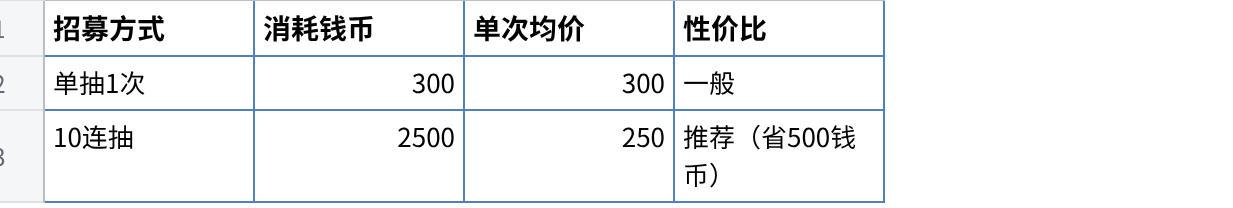 1 招募方式 消耗钱币 单次均价 性价比
2 单抽1次 300 300 一般
3 10连抽 2500 250 推荐（省500钱
币）